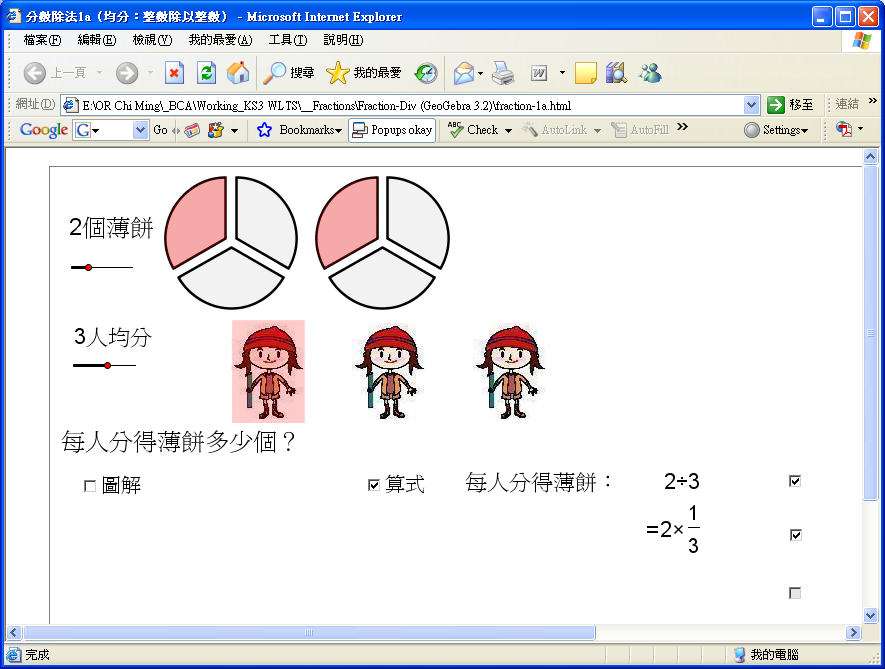 分數除法1a（均分：整數除以整數） - Microsoft Internet Explorer
檔案(F) 編輯(E) 檢視(V) 我的最愛(A) 工具(T) 說明(H)
上一頁 搜尋 我的最愛
網址(D) E:\OR Chi Ming\_BCA\Working_KS3 WLTS\__Fractions\Fraction-Div (GeoGebra 3.2)\fraction-1a.html 移至 連結 »
Google G Go Bookmarks Popups okay ABC Check AutoLink AutoFill » Settings
2個薄餅
3人均分
每人分得薄餅多少個？
圖解 算式 每人分得薄餅： 2÷3
=2×1/3
完成 我的電腦